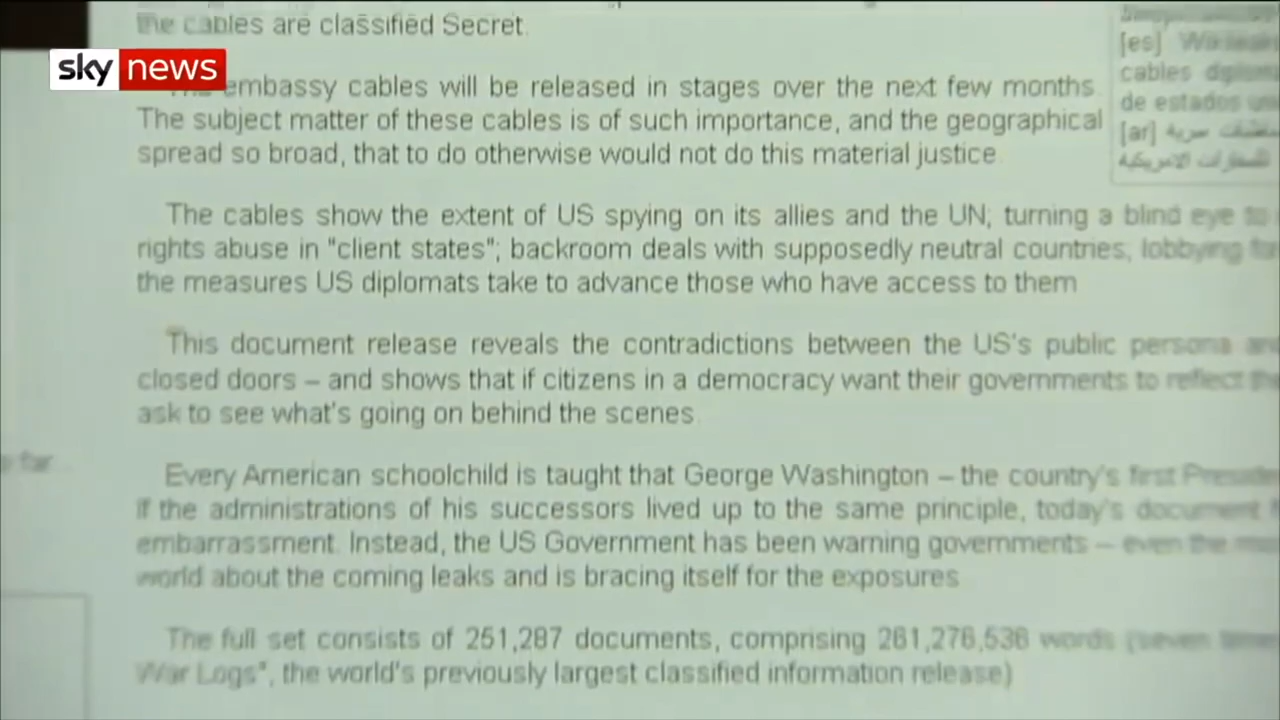 the cables are classified Secret.
sky news
embassy cables will be released in stages over the next few months.
The subject matter of these cables is of such importance, and the geographical
spread so broad, that to do otherwise would not do this material justice.
The cables show the extent of US spying on its allies and the UN; turning a blind eye to
rights abuse in "client states"; backroom deals with supposedly neutral countries; lobbying for
the measures US diplomats take to advance those who have access to them.
This document release reveals the contradictions between the US's public persona and
closed doors – and shows that if citizens in a democracy want their governments to reflect
ask to see what's going on behind the scenes.
Every American schoolchild is taught that George Washington – the country's first
If the administrations of his successors lived up to the same principle, today's document
embarrassment. Instead, the US Government has been warning governments – even the
world about the coming leaks and is bracing itself for the exposures.
The full set consists of 251,287 documents, comprising 261,276,536 words (seven
War Logs", the world's previously largest classified information release).
[es]
cables
de estados
[ar]
so far